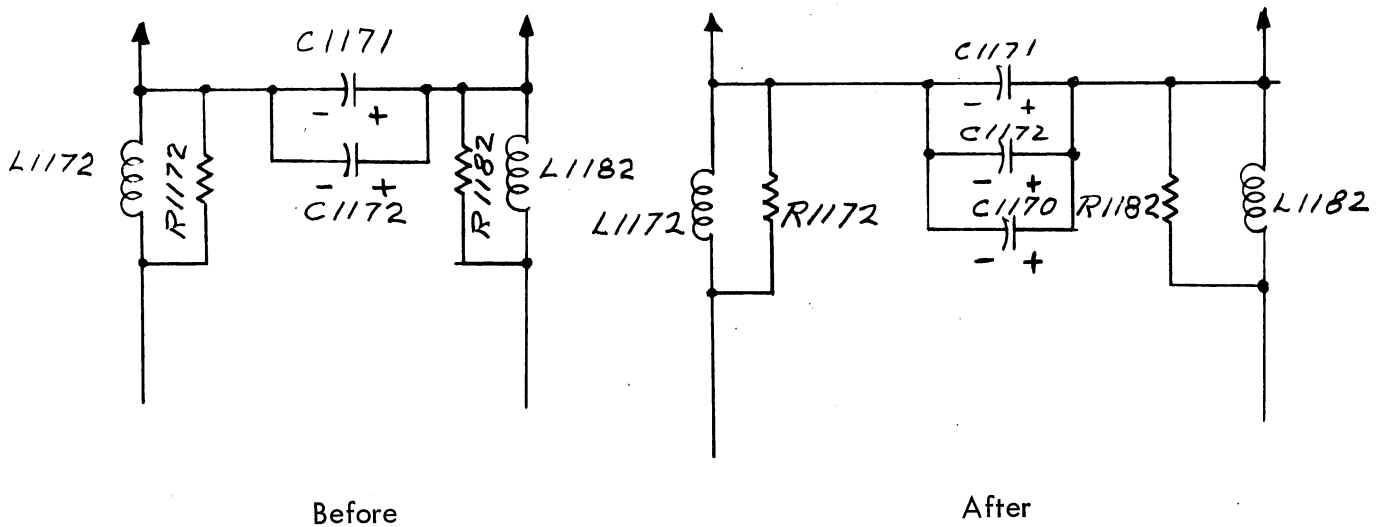 C1171
- +
L1172
R1172
R1182
L1182
- +
C1172
Before
C1171
- +
C1172
- +
L1172
R1172
C1170
R1182
L1182
- +
After